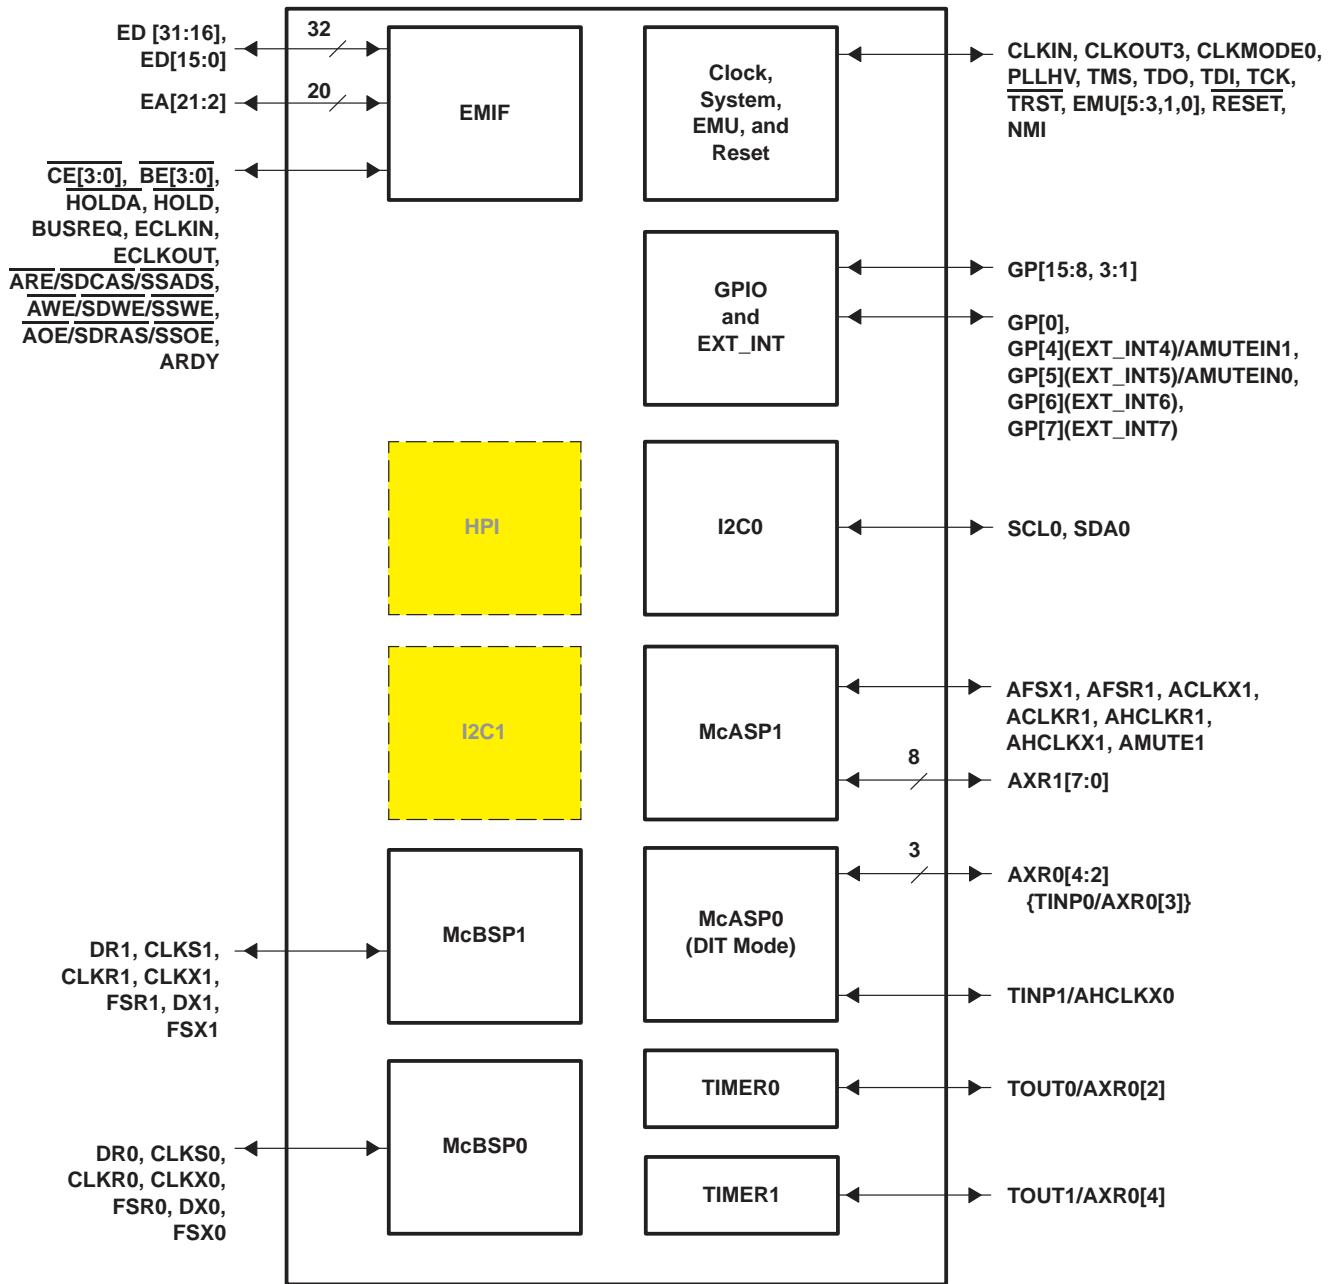 ED [31:16],
ED[15:0]
32
EA[21:2]
20
CE[3:0], BE[3:0],
HOLDA, HOLD,
BUSREQ, ECLKIN,
ECLKOUT,
ARE/SDCAS/SSADS,
AWE/SDWE/SSWE,
AOE/SDRAS/SSOE,
ARDY
EMIF
Clock,
System,
EMU, and
Reset
CLKIN, CLKOUT3, CLKMODE0,
PLLHV, TMS, TDO, TDI, TCK,
TRST, EMU[5:3,1,0], RESET,
NMI
GPIO
and
EXT_INT
GP[15:8, 3:1]
GP[0],
GP[4](EXT_INT4)/AMUTEIN1,
GP[5](EXT_INT5)/AMUTEIN0,
GP[6](EXT_INT6),
GP[7](EXT_INT7)
HPI
I2C0
SCL0, SDA0
I2C1
McASP1
AFSX1, AFSR1, ACLKX1,
ACLKR1, AHCLKR1,
AHCLKX1, AMUTE1
8
AXR1[7:0]
DR1, CLKS1,
CLKR1, CLKX1,
FSR1, DX1,
FSX1
McBSP1
McASP0
(DIT Mode)
3
AXR0[4:2]
{TINP0/AXR0[3]}
TINP1/AHCLKX0
DR0, CLKS0,
CLKR0, CLKX0,
FSR0, DX0,
FSX0
McBSP0
TIMER0
TOUT0/AXR0[2]
TIMER1
TOUT1/AXR0[4]